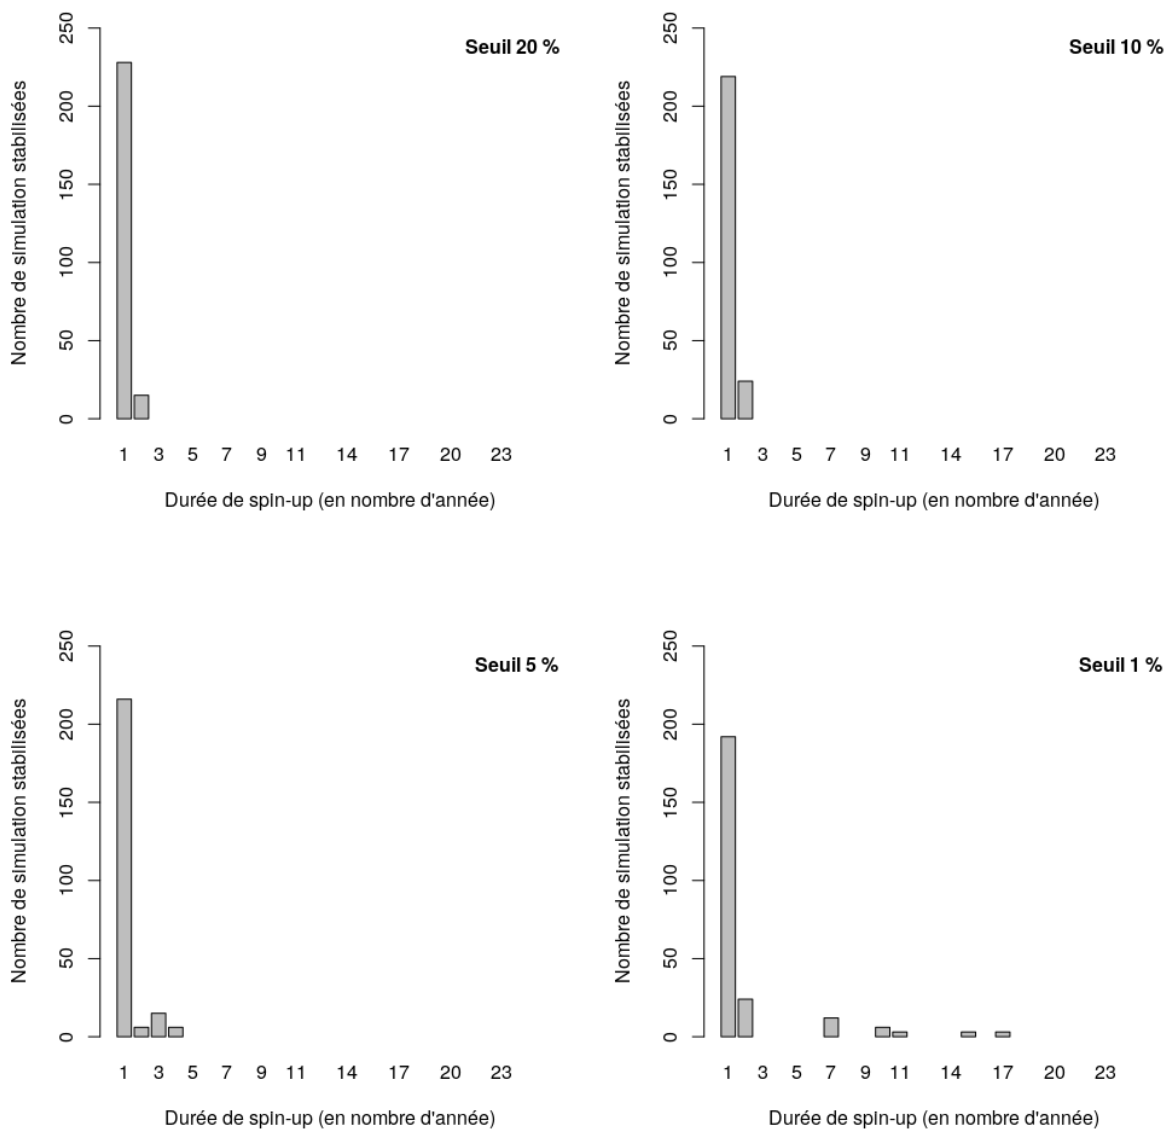 Seuil 20 %
Nombre de simulation stabilisées
250
200
150
100
50
0
1 3 5 7 9 11 14 17 20 23
Durée de spin-up (en nombre d'année)
Seuil 10 %
Nombre de simulation stabilisées
250
200
150
100
50
0
1 3 5 7 9 11 14 17 20 23
Durée de spin-up (en nombre d'année)
Seuil 5 %
Nombre de simulation stabilisées
250
200
150
100
50
0
1 3 5 7 9 11 14 17 20 23
Durée de spin-up (en nombre d'année)
Seuil 1 %
Nombre de simulation stabilisées
250
200
150
100
50
0
1 3 5 7 9 11 14 17 20 23
Durée de spin-up (en nombre d'année)